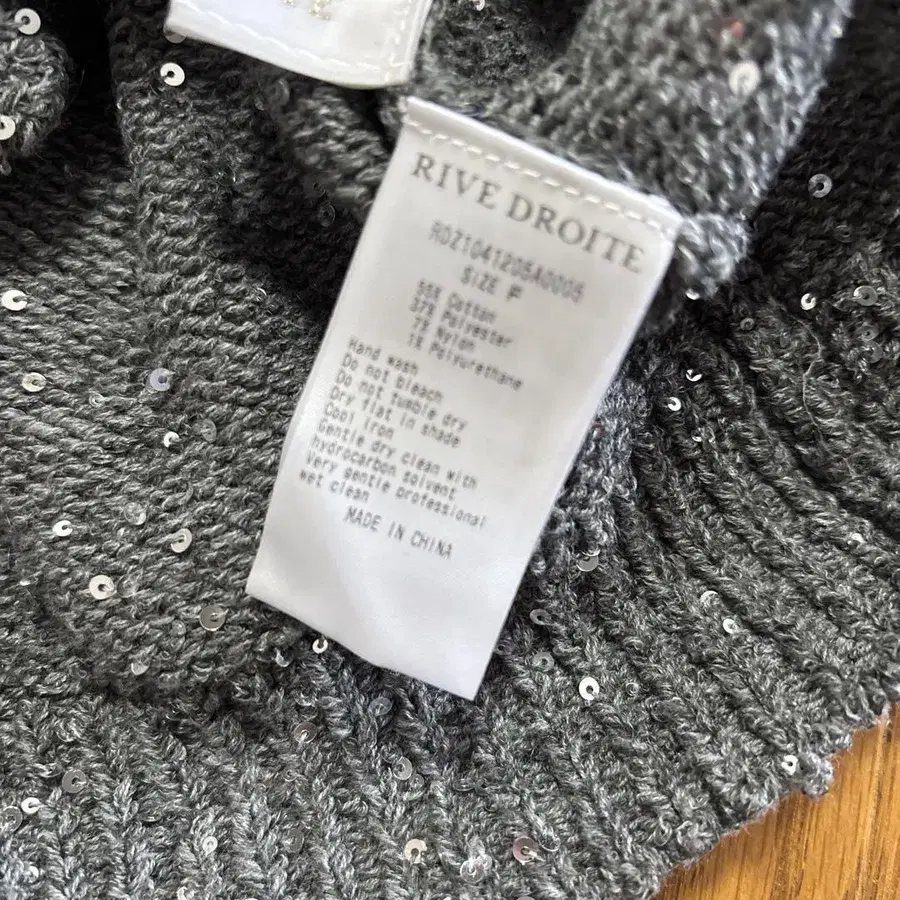 RIVE DROITE
ROZ1041205A0005
SIZE F
55% Cotton
37% Polyester
7% Nylon
1% Polyurethane
Hand wash
Do not bleach
Do not tumble dry
Dry flat in shade
Cool iron
Gentle dry clean with
hydrocarbon solvent
Very gentle professional
wet clean
MADE IN CHINA